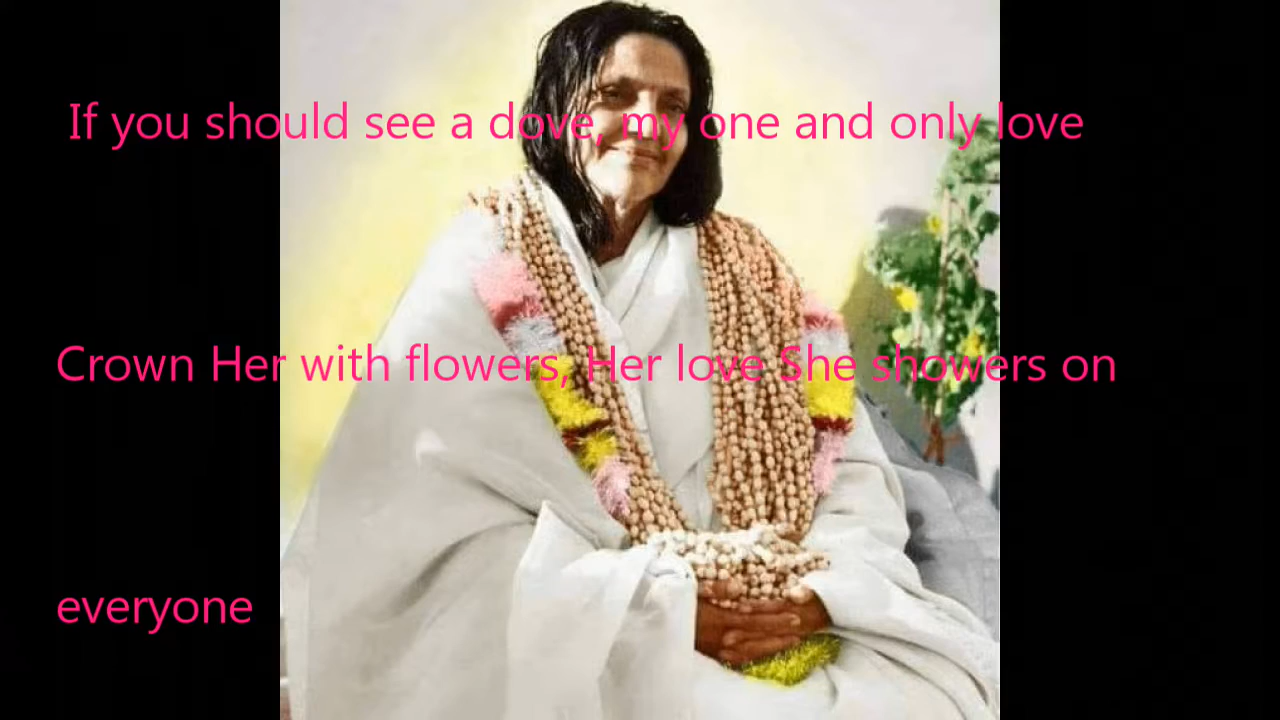 If you should see a dove, my one and only love
Crown Her with flowers, Her love She showers on
everyone